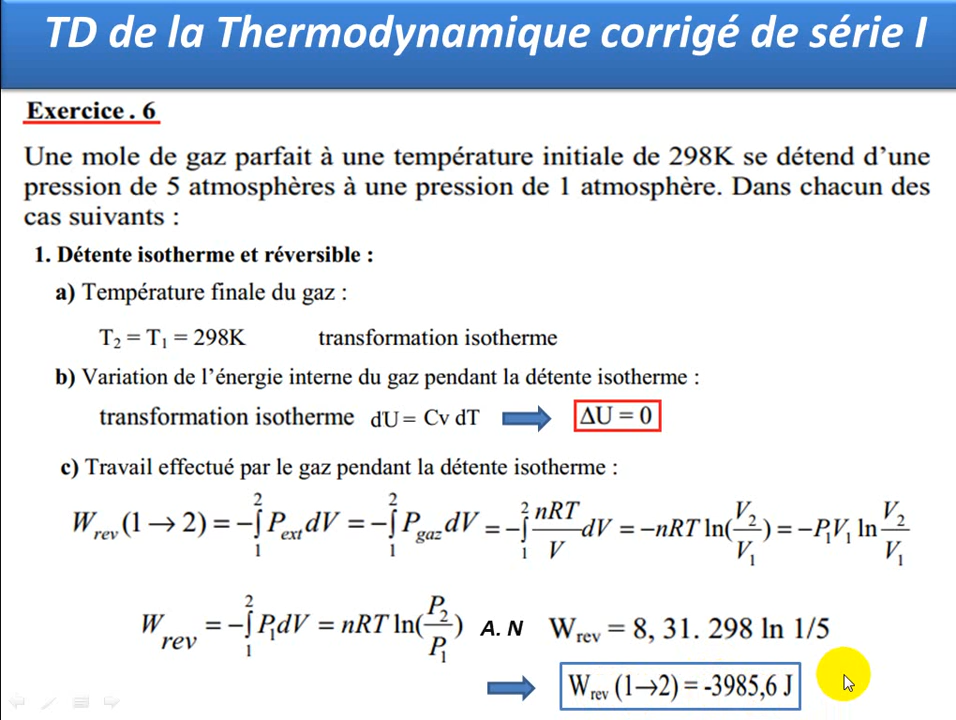 TD de la Thermodynamique corrigé de série I
Exercice . 6
Une mole de gaz parfait à une température initiale de 298K se détend d’une
pression de 5 atmosphères à une pression de 1 atmosphère. Dans chacun des
cas suivants :
1. Détente isotherme et réversible :
a) Température finale du gaz :
T₂ = T₁ = 298K transformation isotherme
b) Variation de l’énergie interne du gaz pendant la détente isotherme :
transformation isotherme dU = Cv dT ΔU = 0
c) Travail effectué par le gaz pendant la détente isotherme :
W_rev (1 → 2) = −∫₁² P_ext dV = −∫₁² P_gaz dV = −∫₁² nRT/V dV = −nRT ln(V₂/V₁) = −P₁V₁ ln V₂/V₁
W_rev = −∫₁² P₁dV = nRT ln(P₂/P₁) A. N W_rev = 8, 31. 298 ln 1/5
W_rev (1→2) = -3985,6 J